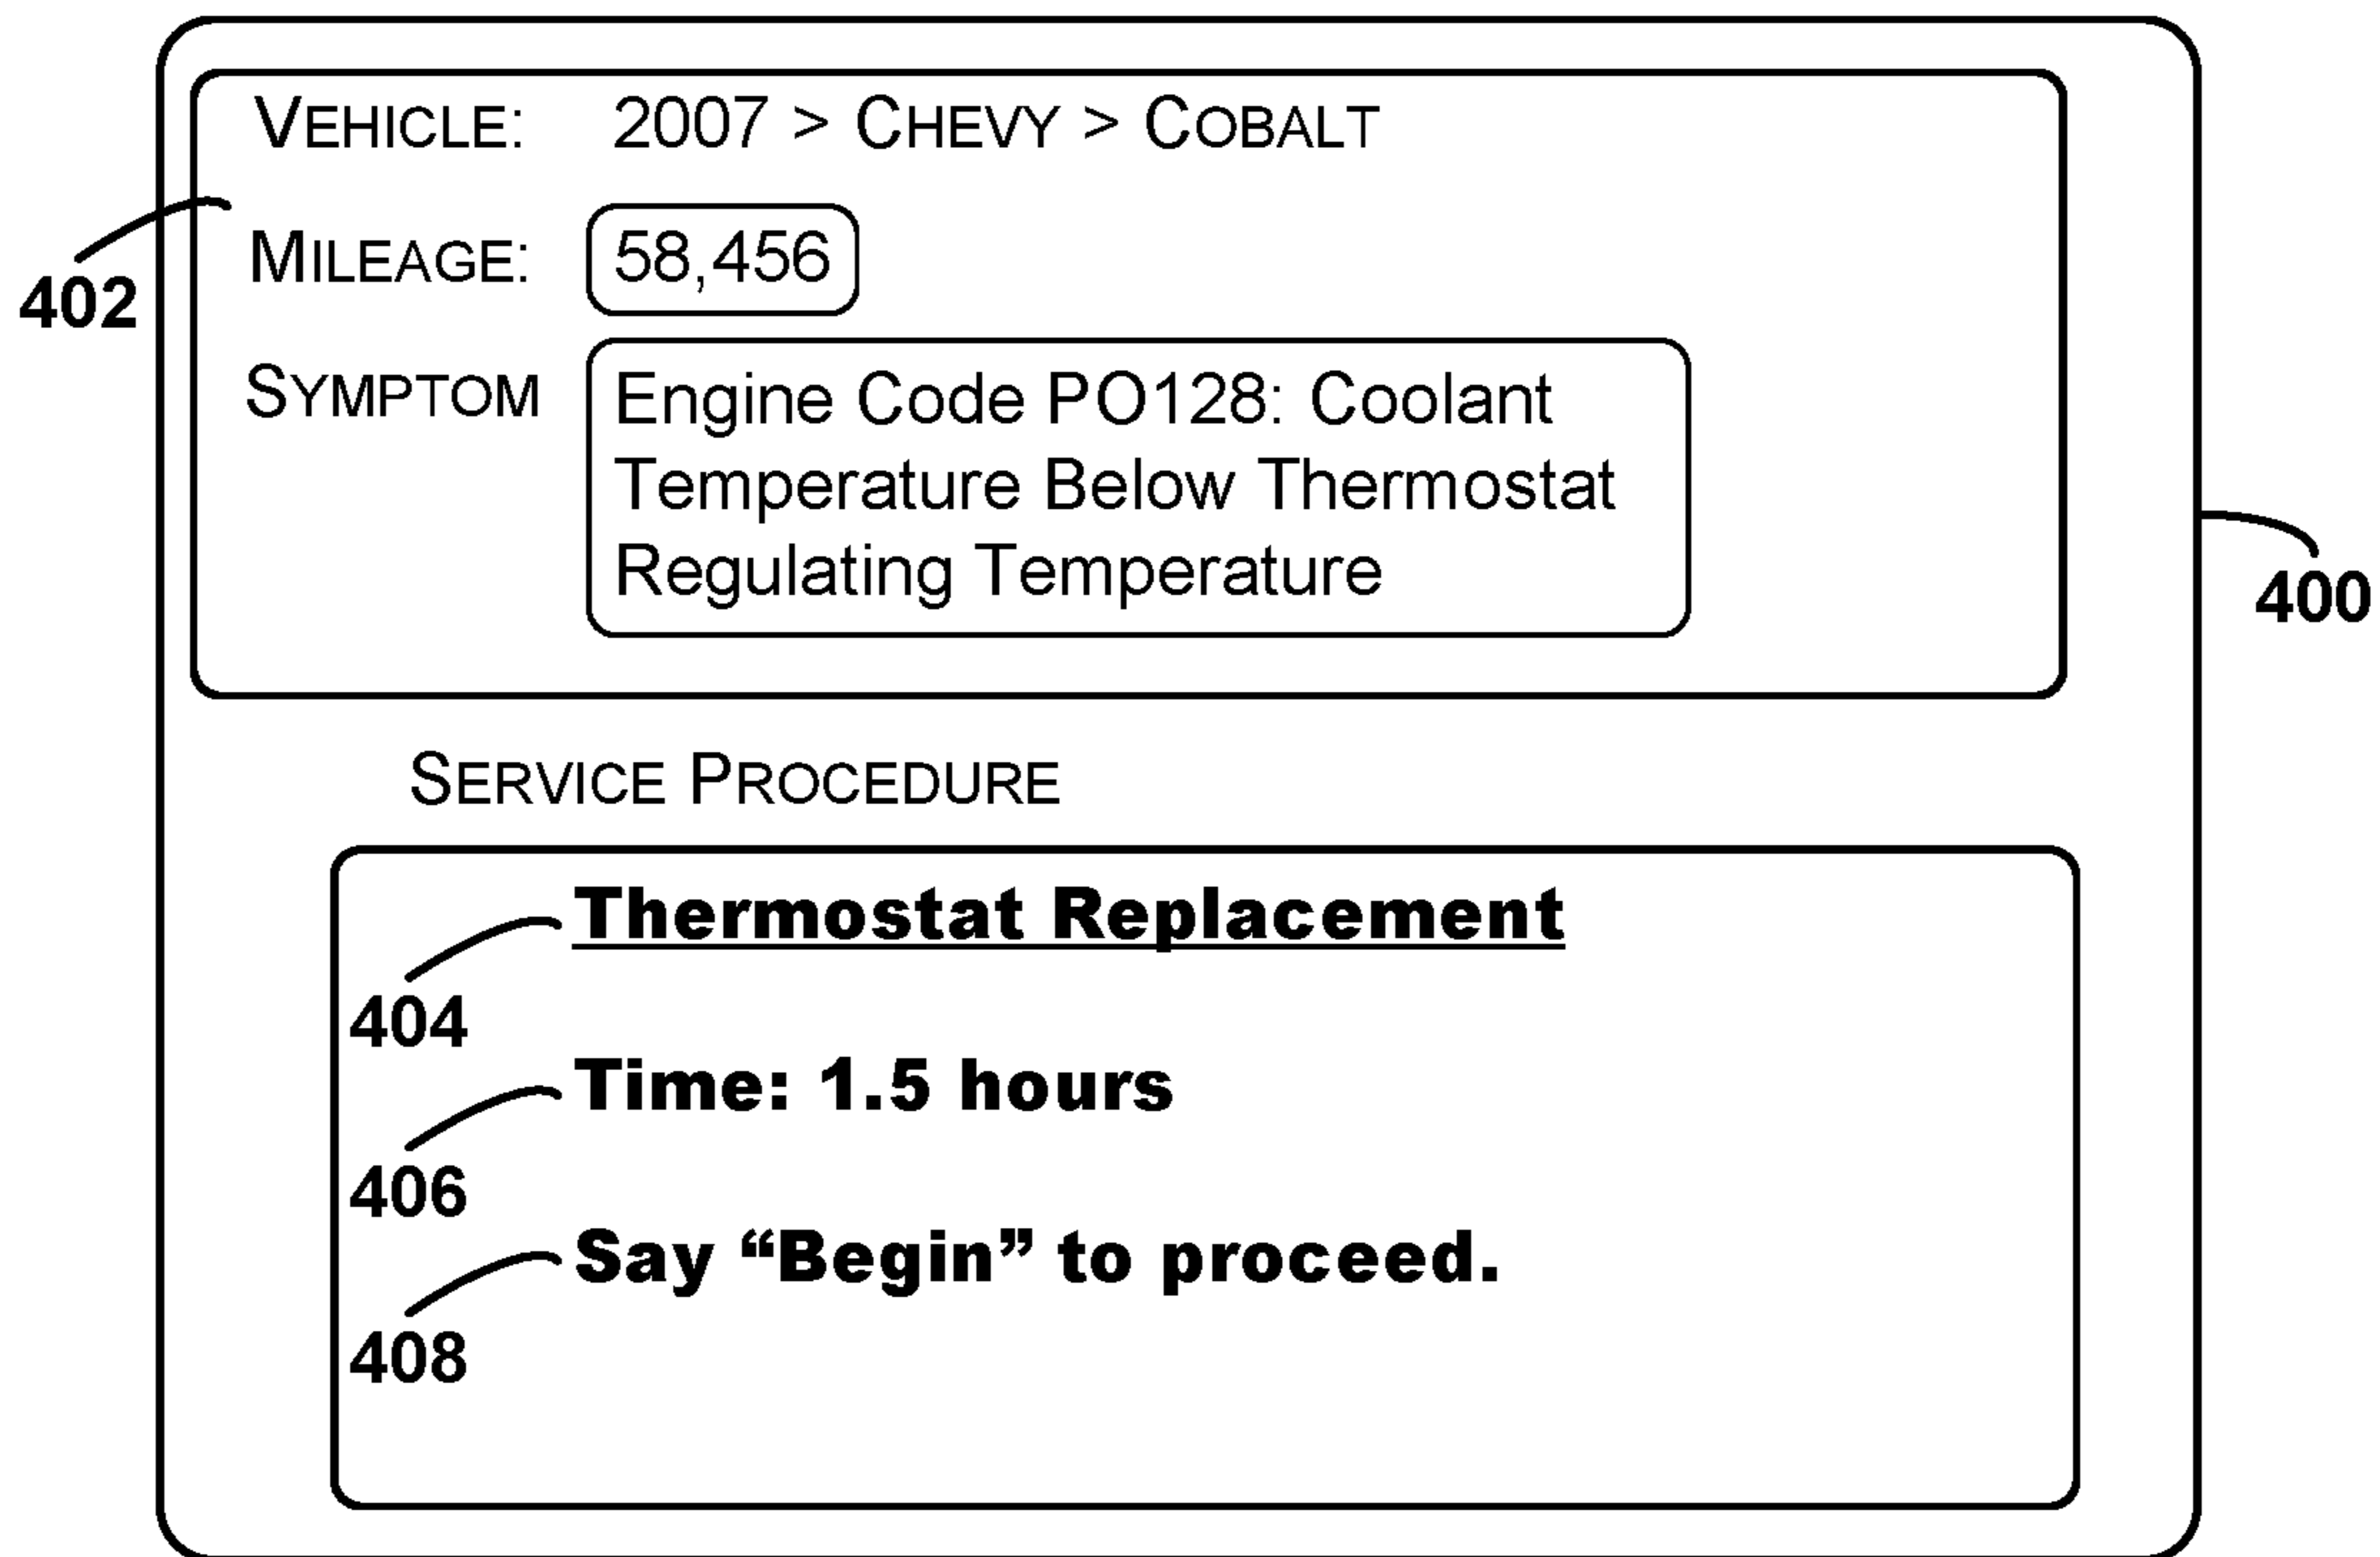 VEHICLE: 2007 > CHEVY > COBALT
MILEAGE: 58,456
402
SYMPTOM Engine Code PO128: Coolant
Temperature Below Thermostat
Regulating Temperature
400
SERVICE PROCEDURE
Thermostat Replacement
404
Time: 1.5 hours
406
Say “Begin” to proceed.
408